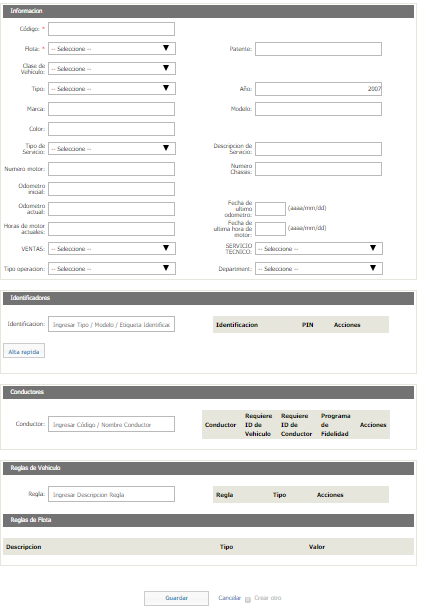 Informacion
Código: *
Flota: * -- Seleccione -- Patente:
Clase de
Vehículo: -- Seleccione --
Tipo: -- Seleccione -- Año: 2007
Marca: Modelo:
Color:
Tipo de
Servicio: -- Seleccione -- Descripcion de
Servicio:
Numero motor: Numero
Chassis:
Odometro
inicial:
Odometro
actual: Fecha de
ultimo
odometro: (aaaa/mm/dd)
Horas de motor
actuales: Fecha de
ultima hora de
motor: (aaaa/mm/dd)
VENTAS: -- Seleccione -- SERVICIO
TECNICO: -- Seleccione --
Tipo operacion: -- Seleccione -- Department: -- Seleccione --
Identificadores
Identificacion: Ingresar Tipo / Modelo / Etiqueta Identificac Identificacion PIN Acciones
Alta rapida
Conductores
Conductor: Ingresar Código / Nombre Conductor
Conductor Requiere ID de Vehículo Requiere ID de Conductor Programa de Fidelidad Acciones
Reglas de Vehículo
Regla: Ingresar Descripcion Regla Regla Tipo Acciones
Reglas de Flota
Descripcion Tipo Valor
Guardar Cancelar Crear otro